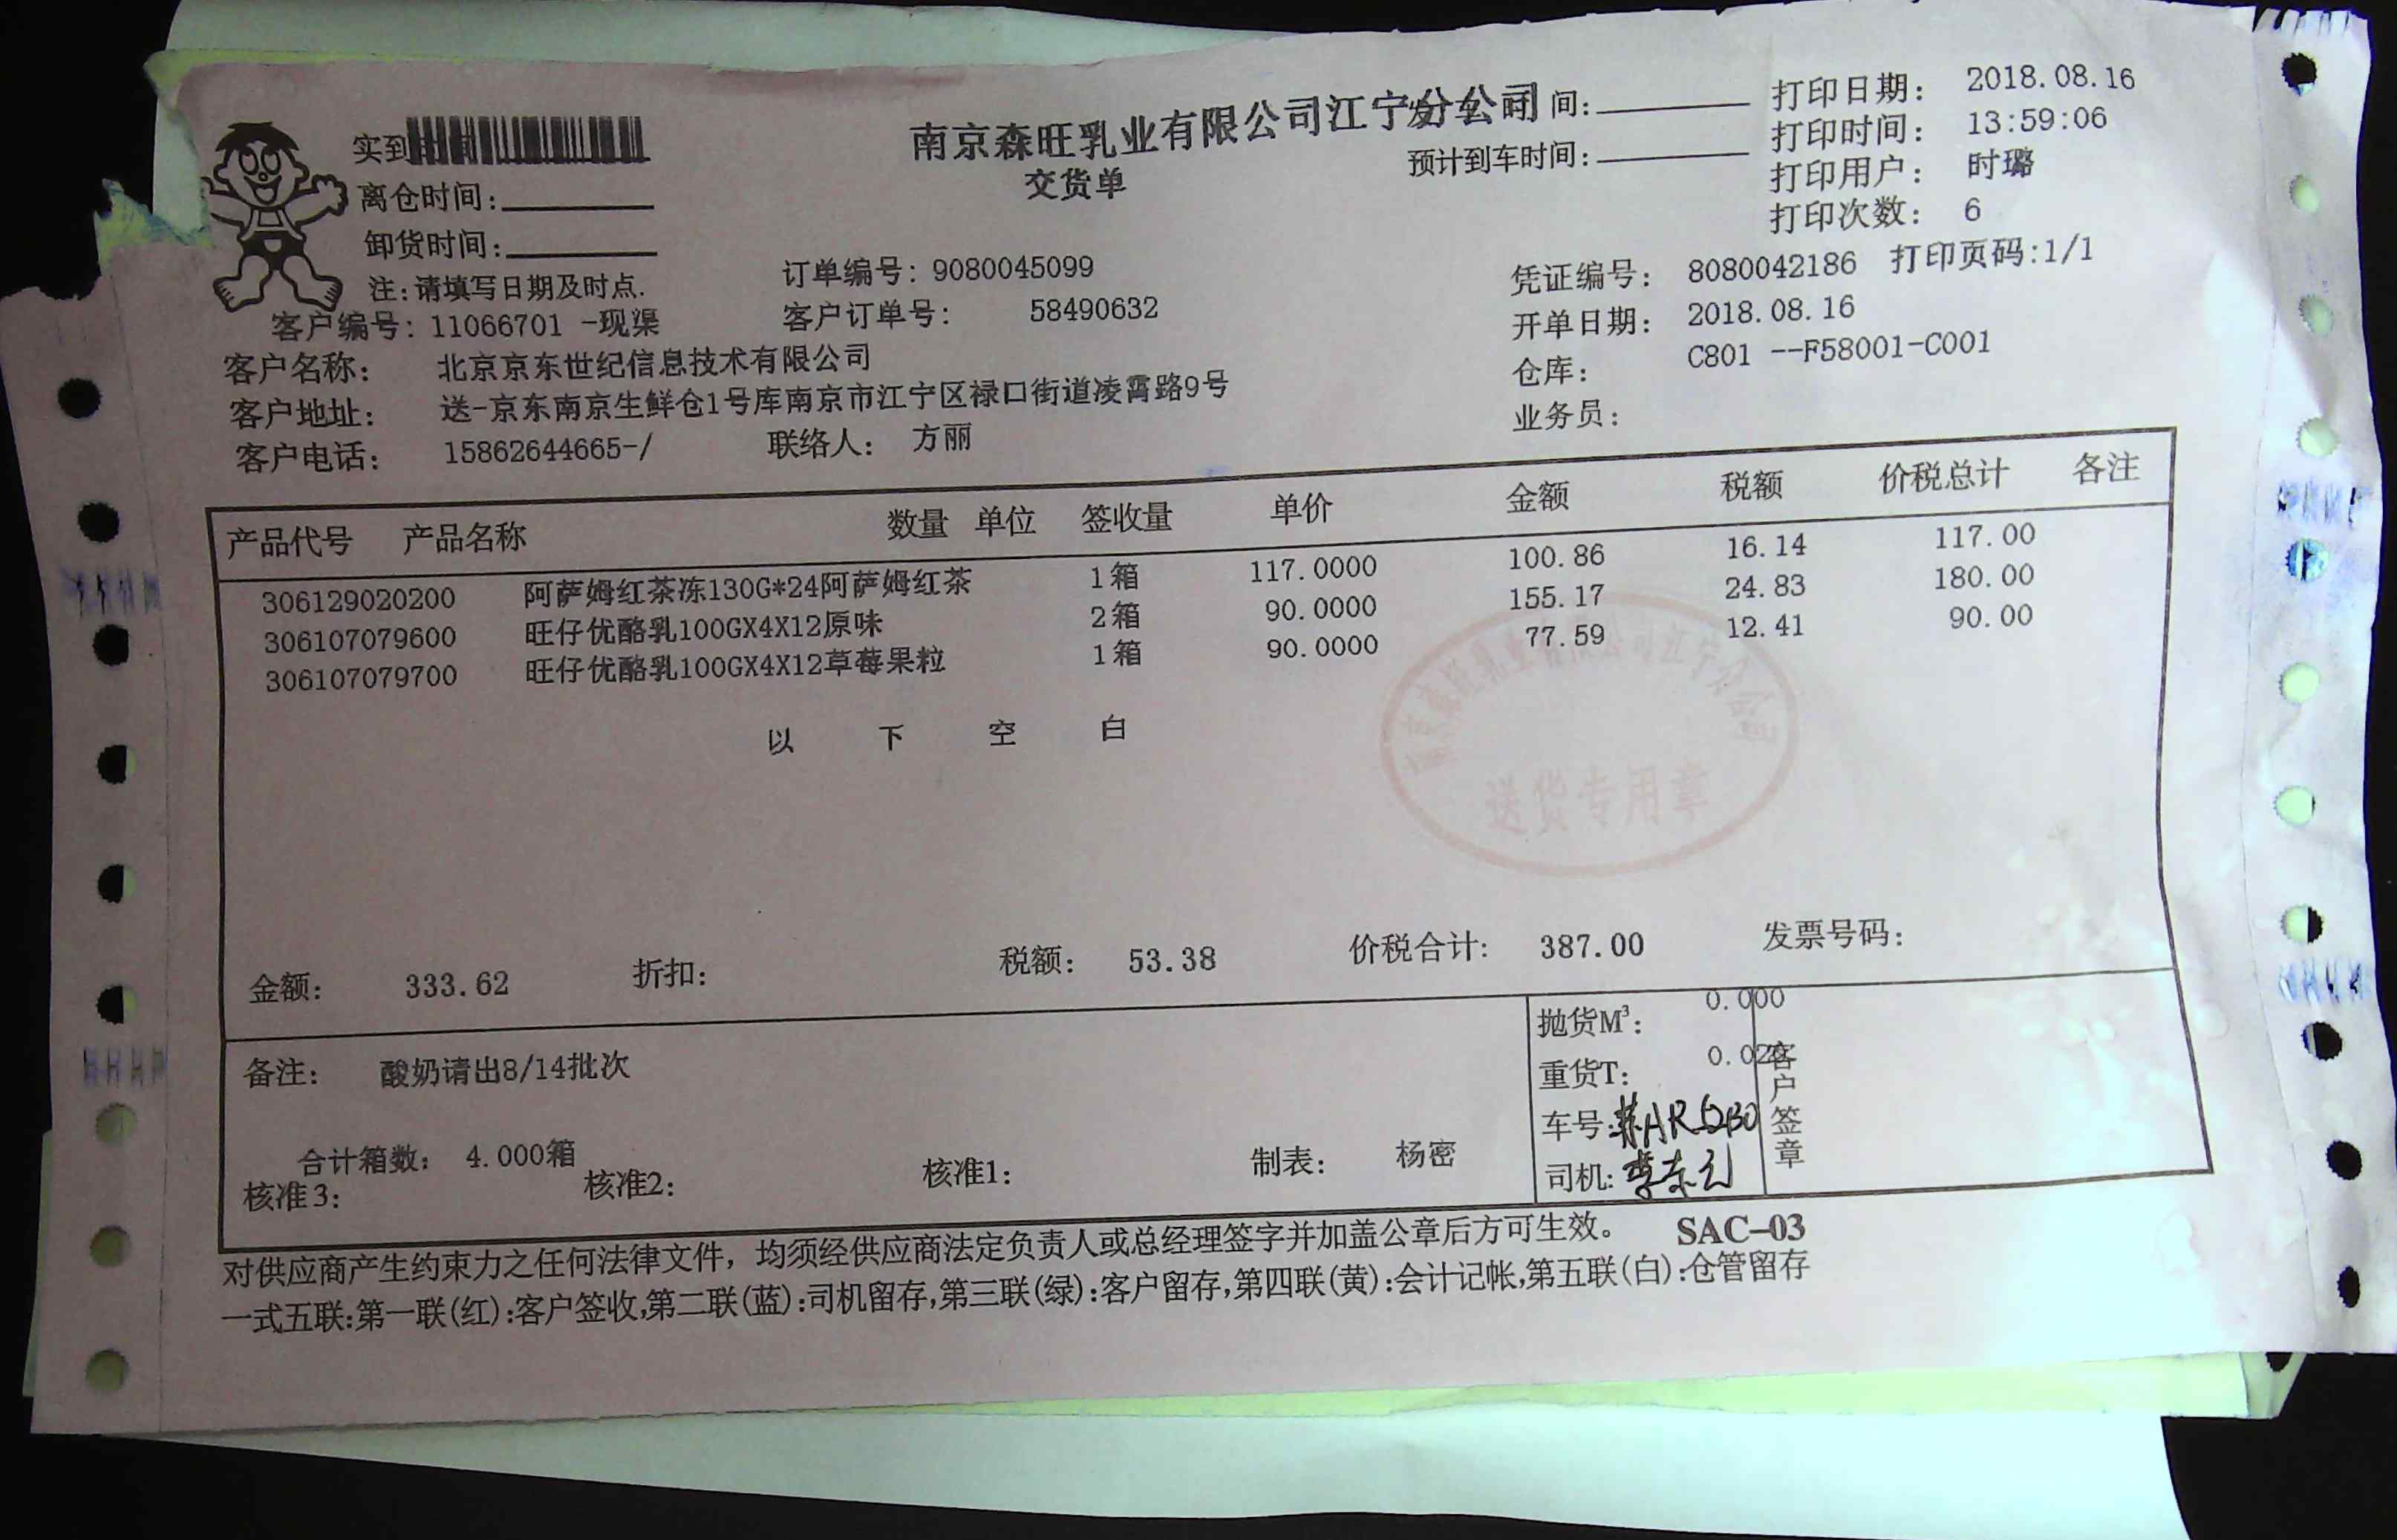 南京森旺乳业有限公司江宁分公司
交货单
实到
离仓时间:
卸货时间:
注:请填写日期及时点.
间:
预计到车时间:
打印日期: 2018.08.16
打印时间: 13:59:06
打印用户: 时璐
打印次数: 6
订单编号: 9080045099
凭证编号: 8080042186 打印页码:1/1
客户编号: 11066701 -现渠 客户订单号: 58490632
开单日期: 2018.08.16
客户名称: 北京京东世纪信息技术有限公司
仓库: C801 --F58001-C001
客户地址: 送-京东南京生鲜仓1号库南京市江宁区禄口街道凌霄路9号
业务员:
客户电话: 15862644665-/ 联络人: 方丽
产品代号 产品名称 数量 单位 签收量 单价 金额 税额 价税总计 各注
306129020200 阿萨姆红茶冻130G*24阿萨姆红茶 1箱 117.0000 100.86 16.14 117.00
306107079600 旺仔优酪乳100GX4X12原味 2箱 90.0000 155.17 24.83 180.00
306107079700 旺仔优酪乳100GX4X12草莓果粒 1箱 90.0000 77.59 12.41 90.00
以下空白
南京森旺乳业有限公司江宁分公司
送货专用章
金额: 333.62 折扣: 税额: 53.38 价税合计: 387.00 发票号码:
备注: 酸奶请出8/14批次
抛货M³: 0.000
重货T:
车号:
司机:
客户签章
合计箱数: 4.000箱
核准3: 核准2: 核准1: 制表: 杨密
对供应商产生约束力之任何法律文件，均须经供应商法定负责人或总经理签字并加盖公章后方可生效。 SAC-03
一式五联:第一联(红):客户签收,第二联(蓝):司机留存,第三联(绿):客户留存,第四联(黄):会计记帐,第五联(白):仓管留存